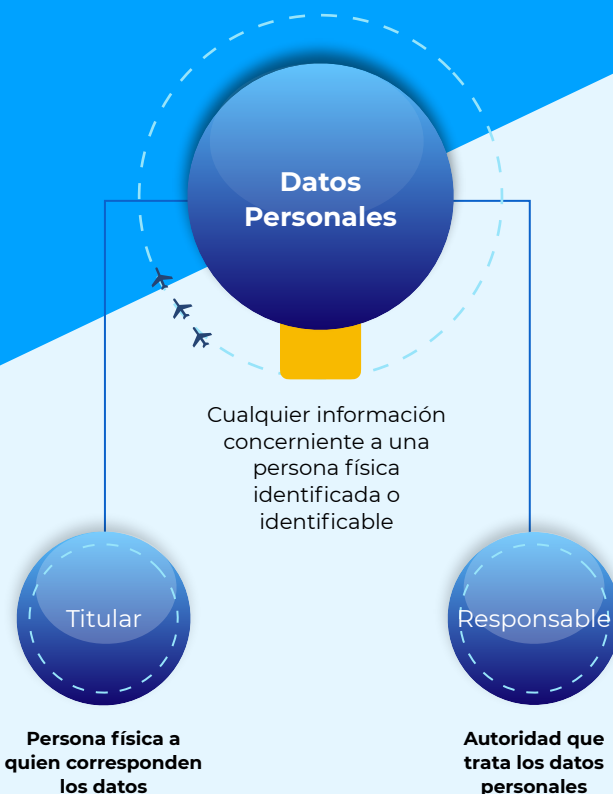 Datos
Personales
Cualquier información
concerniente a una
persona física
identificada o
identificable
Titular
Responsable
Persona física a
quien corresponden
los datos
Autoridad que
trata los datos
personales